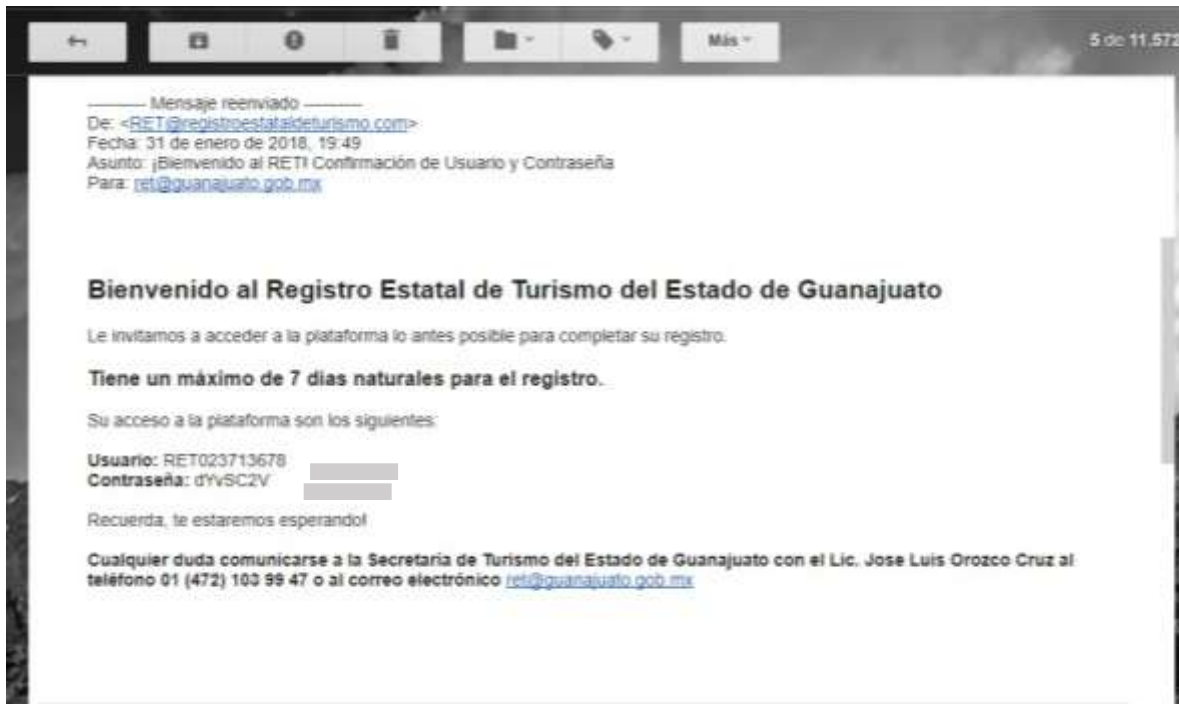 Más
5 de 11.572
———— Mensaje reenviado ————
De: <RET@registroestataldeturismo.com>
Fecha: 31 de enero de 2018, 19:49
Asunto: ¡Bienvenido al RET! Confirmación de Usuario y Contraseña
Para: ret@guanajuato.gob.mx
Bienvenido al Registro Estatal de Turismo del Estado de Guanajuato
Le invitamos a acceder a la plataforma lo antes posible para completar su registro.
Tiene un máximo de 7 dias naturales para el registro.
Su acceso a la plataforma son los siguientes:
Usuario: RET023713678
Contraseña: dYvSC2V
Recuerda, te estaremos esperando!
Cualquier duda comunicarse a la Secretaría de Turismo del Estado de Guanajuato con el Lic. Jose Luis Orozco Cruz al
teléfono 01 (472) 103 99 47 o al correo electrónico ret@guanajuato.gob.mx